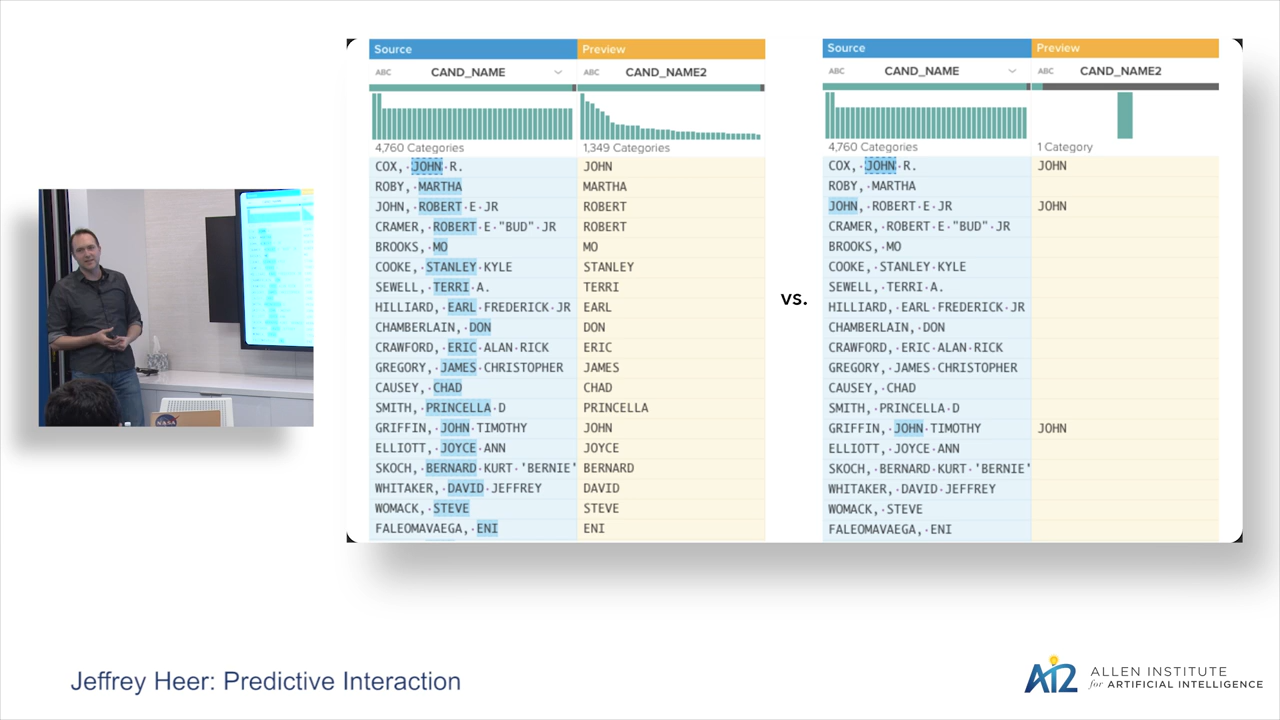 Source Preview
ABC CAND_NAME ABC CAND_NAME2
4,760 Categories 1,349 Categories
COX,·JOHN·R. JOHN
ROBY,·MARTHA MARTHA
JOHN,·ROBERT·E·JR ROBERT
CRAMER,·ROBERT·E·"BUD"·JR ROBERT
BROOKS,·MO MO
COOKE,·STANLEY·KYLE STANLEY
SEWELL,·TERRI·A. TERRI
HILLIARD,·EARL·FREDERICK·JR EARL
CHAMBERLAIN,·DON DON
CRAWFORD,·ERIC·ALAN·RICK ERIC
GREGORY,·JAMES·CHRISTOPHER JAMES
CAUSEY,·CHAD CHAD
SMITH,·PRINCELLA·D PRINCELLA
GRIFFIN,·JOHN·TIMOTHY JOHN
ELLIOTT,·JOYCE·ANN JOYCE
SKOCH,·BERNARD·KURT·'BERNIE' BERNARD
WHITAKER,·DAVID·JEFFREY DAVID
WOMACK,·STEVE STEVE
FALEOMAVAEGA,·ENI ENI
vs.
Source Preview
ABC CAND_NAME ABC CAND_NAME2
4,760 Categories 1 Category
COX,·JOHN·R. JOHN
ROBY,·MARTHA
JOHN,·ROBERT·E·JR JOHN
CRAMER,·ROBERT·E·"BUD"·JR
BROOKS,·MO
COOKE,·STANLEY·KYLE
SEWELL,·TERRI·A.
HILLIARD,·EARL·FREDERICK·JR
CHAMBERLAIN,·DON
CRAWFORD,·ERIC·ALAN·RICK
GREGORY,·JAMES·CHRISTOPHER
CAUSEY,·CHAD
SMITH,·PRINCELLA·D
GRIFFIN,·JOHN·TIMOTHY JOHN
ELLIOTT,·JOYCE·ANN
SKOCH,·BERNARD·KURT·'BERNIE'
WHITAKER,·DAVID·JEFFREY
WOMACK,·STEVE
FALEOMAVAEGA,·ENI
NASA
Jeffrey Heer: Predictive Interaction
AI2 ALLEN INSTITUTE
for ARTIFICIAL INTELLIGENCE